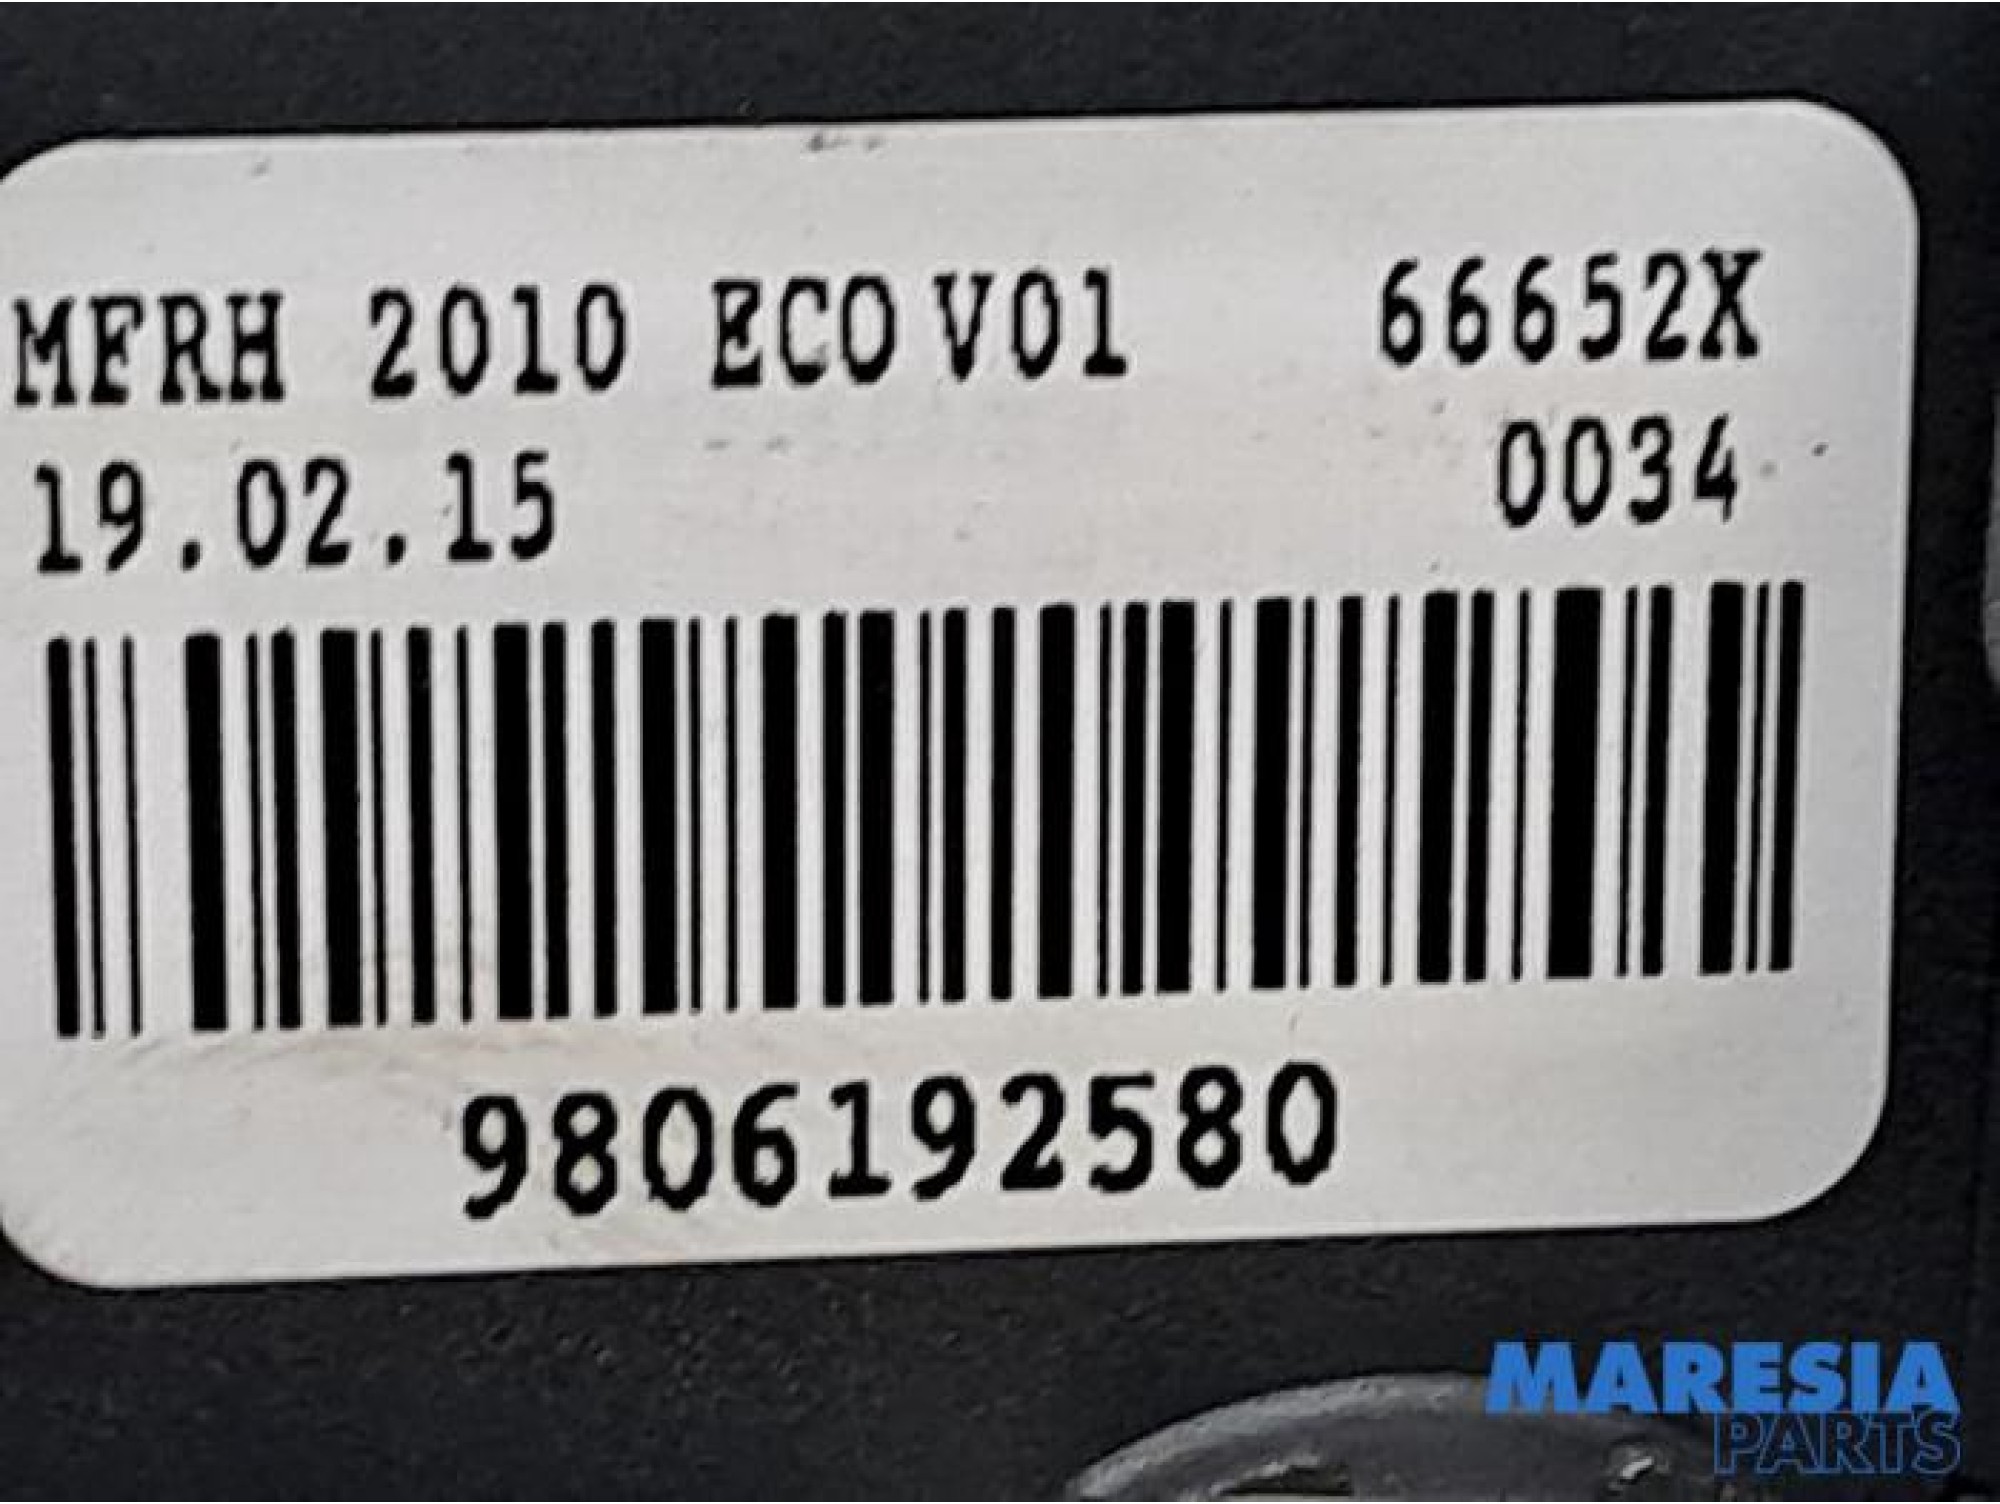 MFRH 2010 ECO V01 66652X
19.02.15 0034
9806192580
MARESIA
PARTS